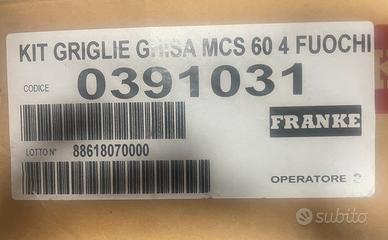 KIT GRIGLIE GHISA MCS 60 4 FUOCHI
CODICE
0391031
FRANKE
LOTTO N° 88618070000
OPERATORE 3
subito